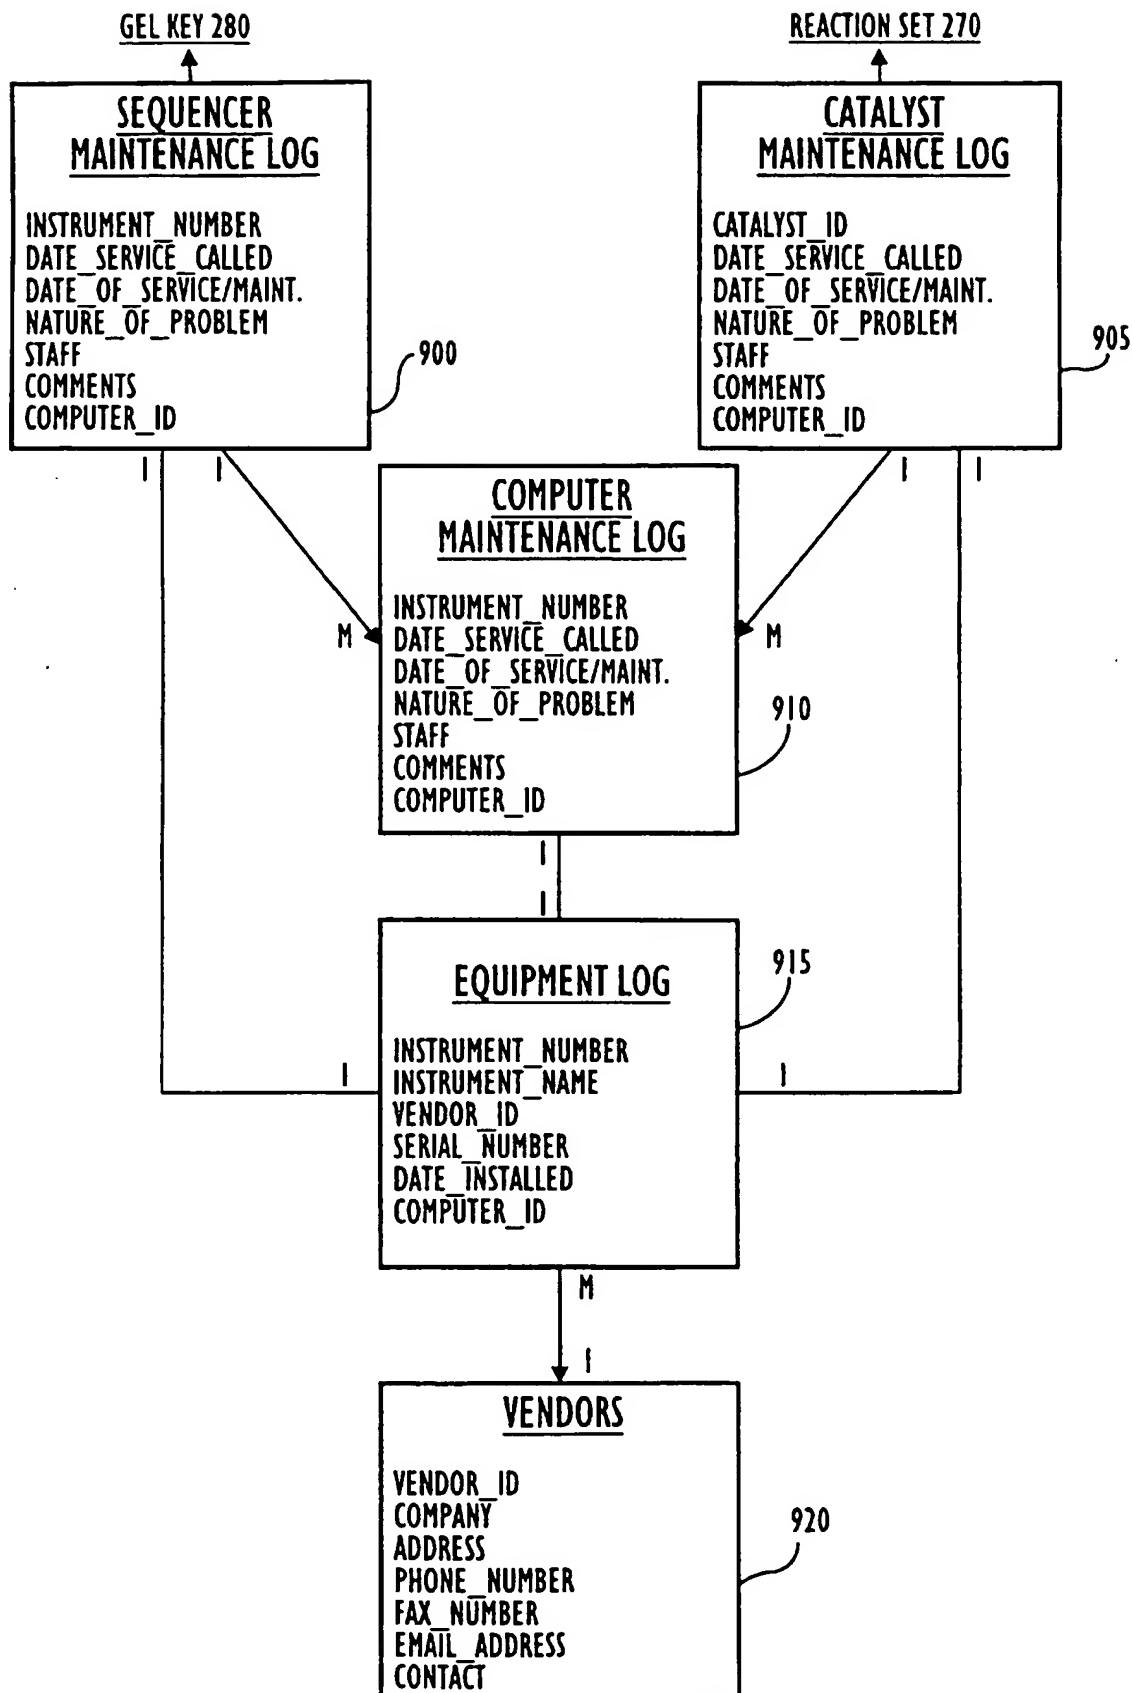 GEL KEY 280
REACTION SET 270
SEQUENCER
MAINTENANCE LOG
INSTRUMENT_NUMBER
DATE_SERVICE_CALLED
DATE_OF_SERVICE/MAINT.
NATURE_OF_PROBLEM
STAFF
COMMENTS
COMPUTER_ID
900
CATALYST
MAINTENANCE LOG
CATALYST_ID
DATE_SERVICE_CALLED
DATE_OF_SERVICE/MAINT.
NATURE_OF_PROBLEM
STAFF
COMMENTS
COMPUTER_ID
905
1
1
1
1
COMPUTER
MAINTENANCE LOG
INSTRUMENT_NUMBER
DATE_SERVICE_CALLED
DATE_OF_SERVICE/MAINT.
NATURE_OF_PROBLEM
STAFF
COMMENTS
COMPUTER_ID
M
M
910
1
1
EQUIPMENT LOG
INSTRUMENT_NUMBER
INSTRUMENT_NAME
VENDOR_ID
SERIAL_NUMBER
DATE_INSTALLED
COMPUTER_ID
915
1
1
M
1
VENDORS
VENDOR_ID
COMPANY
ADDRESS
PHONE_NUMBER
FAX_NUMBER
EMAIL_ADDRESS
CONTACT
920